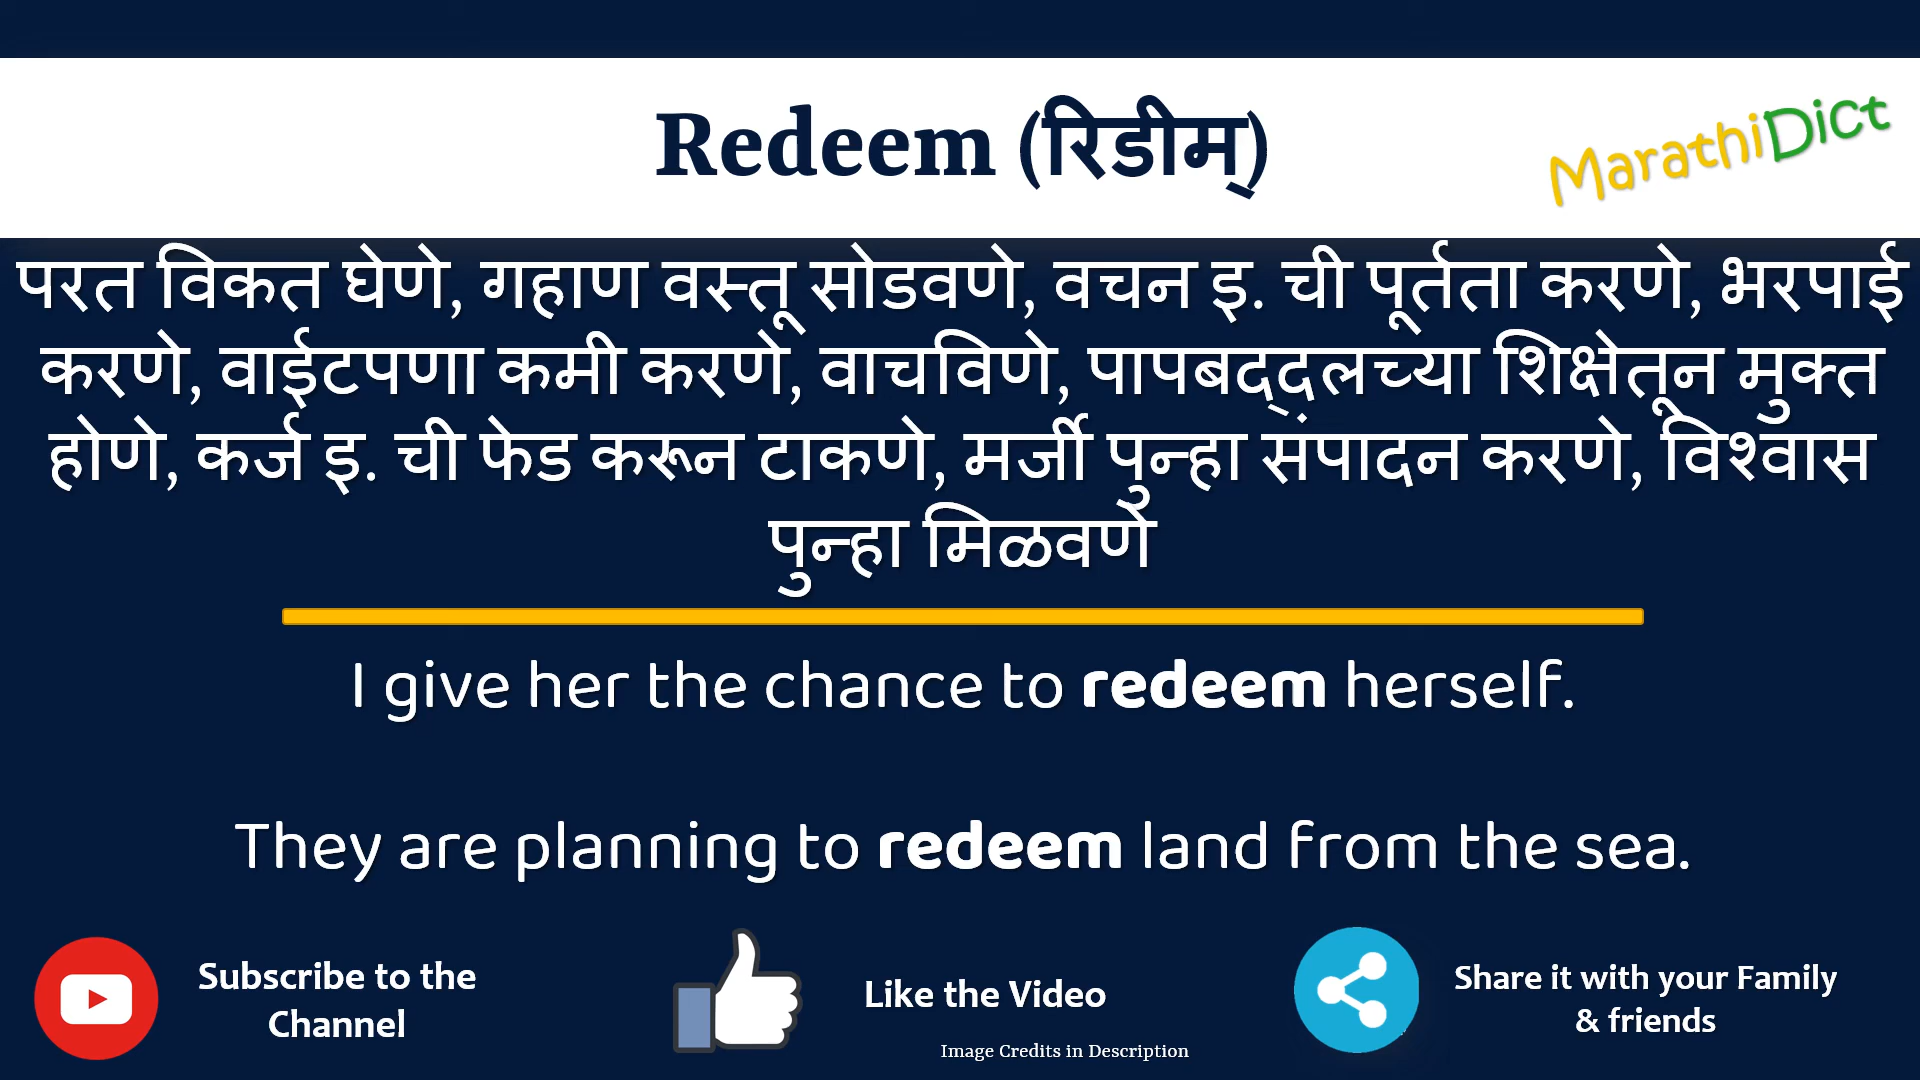 Redeem (रिडीम्)
MarathiDict
परत विकत घेणे, गहाण वस्तू सोडवणे, वचन इ. ची पूर्तता करणे, भरपाई
करणे, वाईटपणा कमी करणे, वाचविणे, पापबद्दलच्या शिक्षेतून मुक्त
होणे, कर्ज इ. ची फेड करून टाकणे, मर्जी पुन्हा संपादन करणे, विश्वास
पुन्हा मिळवणे
I give her the chance to redeem herself.
They are planning to redeem land from the sea.
Subscribe to the
Channel
Like the Video
Share it with your Family
& friends
Image Credits in Description